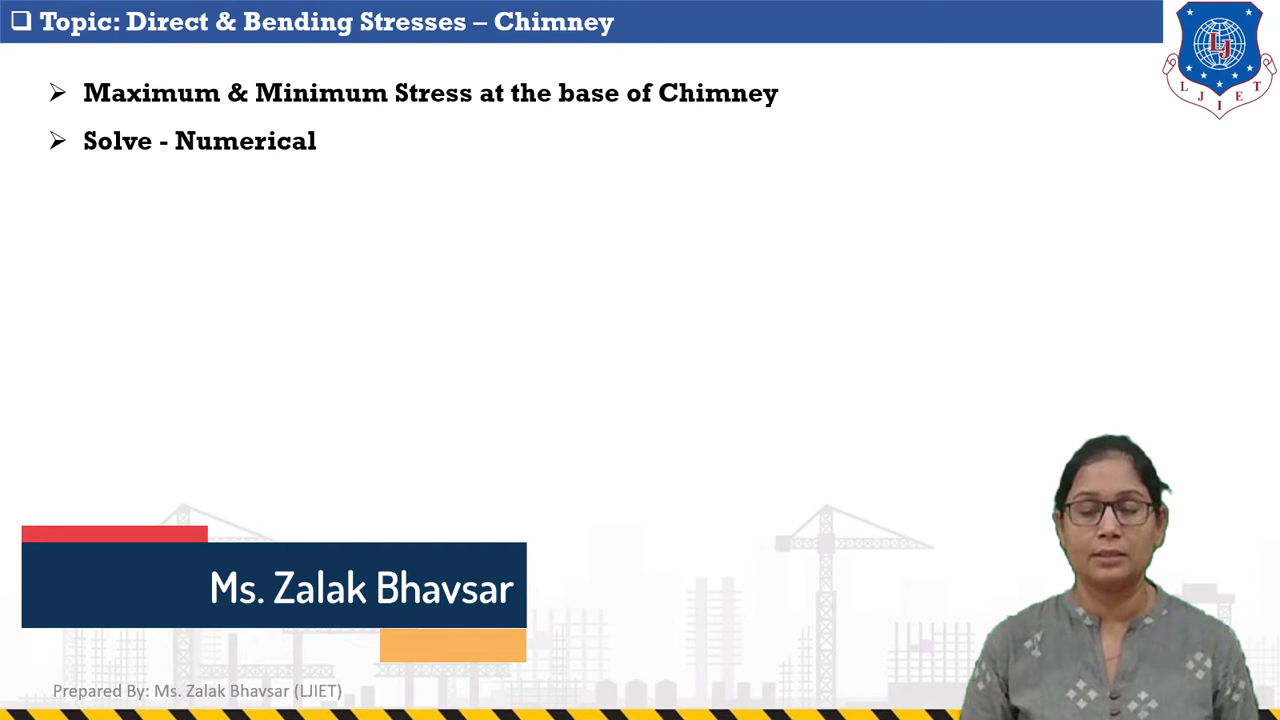 Topic: Direct & Bending Stresses – Chimney
Maximum & Minimum Stress at the base of Chimney
Solve - Numerical
LJ
L J I E T
Ms. Zalak Bhavsar
Prepared By: Ms. Zalak Bhavsar (LJIET)